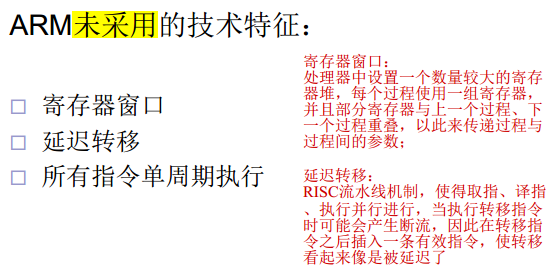 ARM未采用的技术特征：
寄存器窗口
延迟转移
所有指令单周期执行
寄存器窗口：
处理器中设置一个数量较大的寄存
器堆，每个过程使用一组寄存器，
并且部分寄存器与上一个过程、下
一个过程重叠，以此来传递过程与
过程间的参数；
延迟转移：
RISC流水线机制，使得取指、译指
、执行并行进行，当执行转移指令
时可能会产生断流，因此在转移指
令之后插入一条有效指令，使转移
看起来像是被延迟了